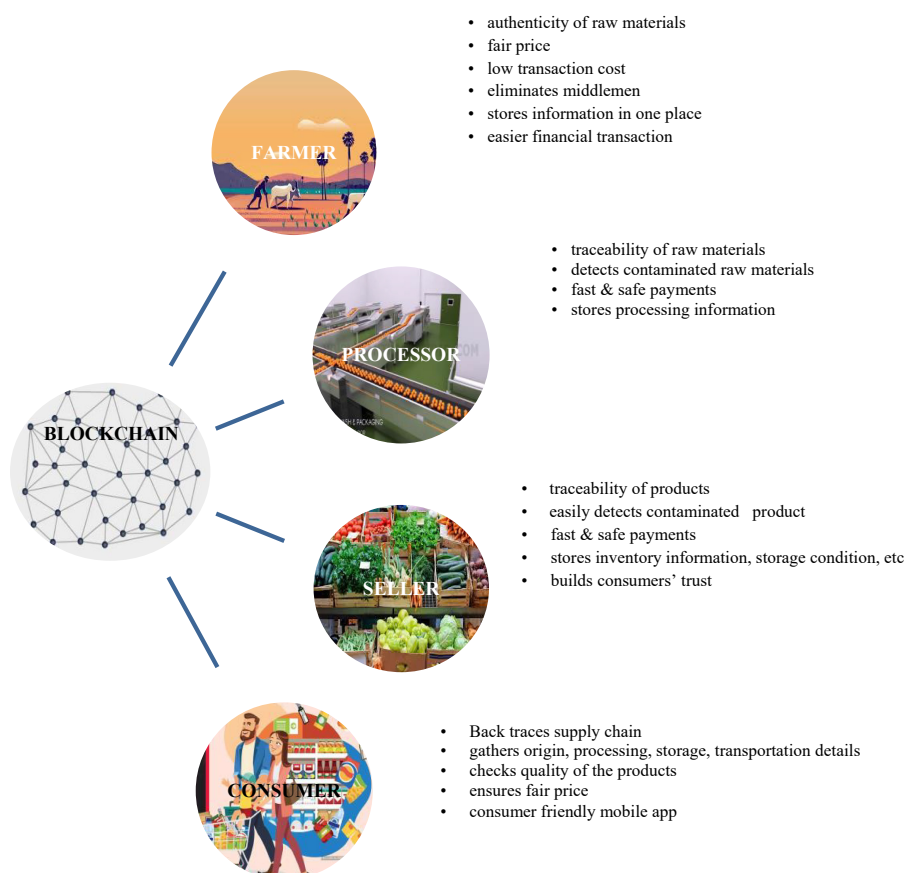 • authenticity of raw materials
• fair price
• low transaction cost
• eliminates middlemen
• stores information in one place
• easier financial transaction
FARMER
• traceability of raw materials
• detects contaminated raw materials
• fast & safe payments
• stores processing information
PROCESSOR
COM
SH & PACKAGING
BLOCKCHAIN
• traceability of products
• easily detects contaminated product
• fast & safe payments
• stores inventory information, storage condition, etc
• builds consumers’ trust
SELLER
• Back traces supply chain
• gathers origin, processing, storage, transportation details
• checks quality of the products
• ensures fair price
• consumer friendly mobile app
CONSUMER